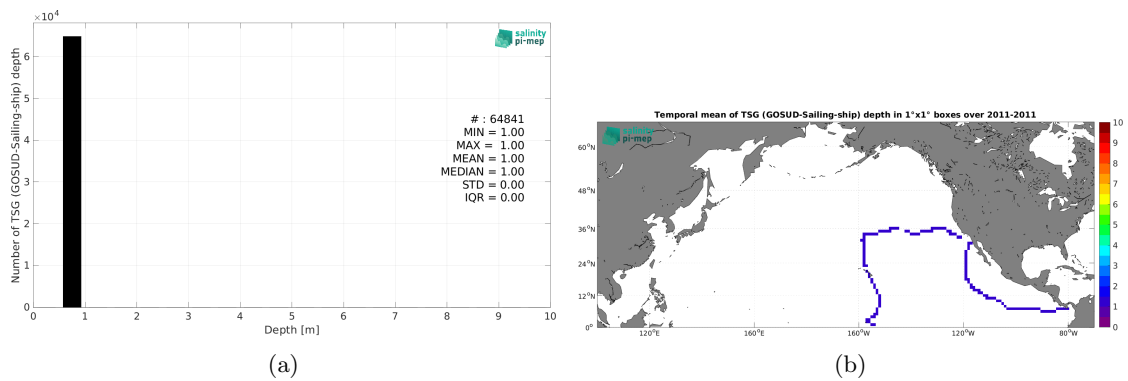 ×10⁴
salinity
pi-mep
Number of TSG (GOSUD-Sailing-ship) depth
6
5
4
3
2
1
0
# : 64841
MIN = 1.00
MAX = 1.00
MEAN = 1.00
MEDIAN = 1.00
STD = 0.00
IQR = 0.00
0 1 2 3 4 5 6 7 8 9 10
Depth [m]
(a)
Temporal mean of TSG (GOSUD-Sailing-ship) depth in 1°x1° boxes over 2011-2011
salinity
pi-mep
60°N
48°N
36°N
24°N
12°N
0°
120°E 160°E 160°W 120°W 80°W
10
9
8
7
6
5
4
3
2
1
0
(b)